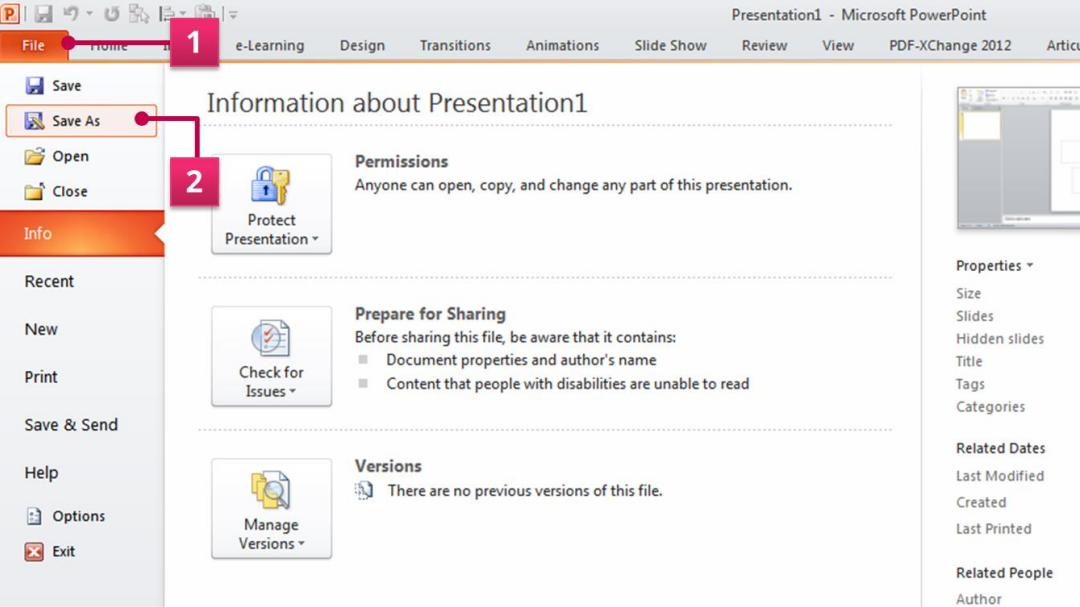 Presentation1 - Microsoft PowerPoint
File Home e-Learning Design Transitions Animations Slide Show Review View PDF-XChange 2012
1
Save
Save As
2
Open
Close
Info
Recent
New
Print
Save & Send
Help
Options
Exit
Information about Presentation1
Protect
Presentation
Permissions
Anyone can open, copy, and change any part of this presentation.
Check for
Issues
Prepare for Sharing
Before sharing this file, be aware that it contains:
Document properties and author's name
Content that people with disabilities are unable to read
Manage
Versions
Versions
There are no previous versions of this file.
Properties
Size
Slides
Hidden slides
Title
Tags
Categories
Related Dates
Last Modified
Created
Last Printed
Related People
Author